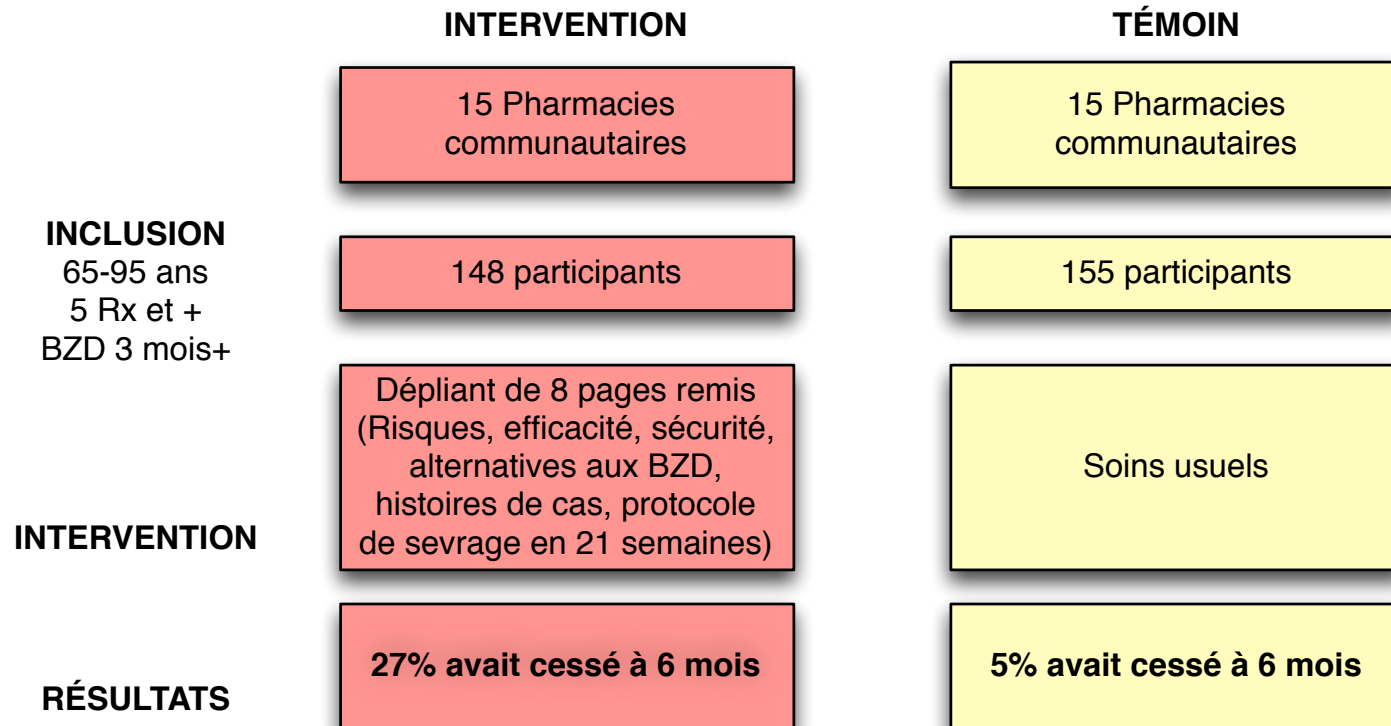 INTERVENTION
TÉMOIN
15 Pharmacies
communautaires
15 Pharmacies
communautaires
INCLUSION
65-95 ans
5 Rx et +
BZD 3 mois+
148 participants
155 participants
INTERVENTION
Dépliant de 8 pages remis
(Risques, efficacité, sécurité,
alternatives aux BZD,
histoires de cas, protocole
de sevrage en 21 semaines)
Soins usuels
RÉSULTATS
27% avait cessé à 6 mois
5% avait cessé à 6 mois